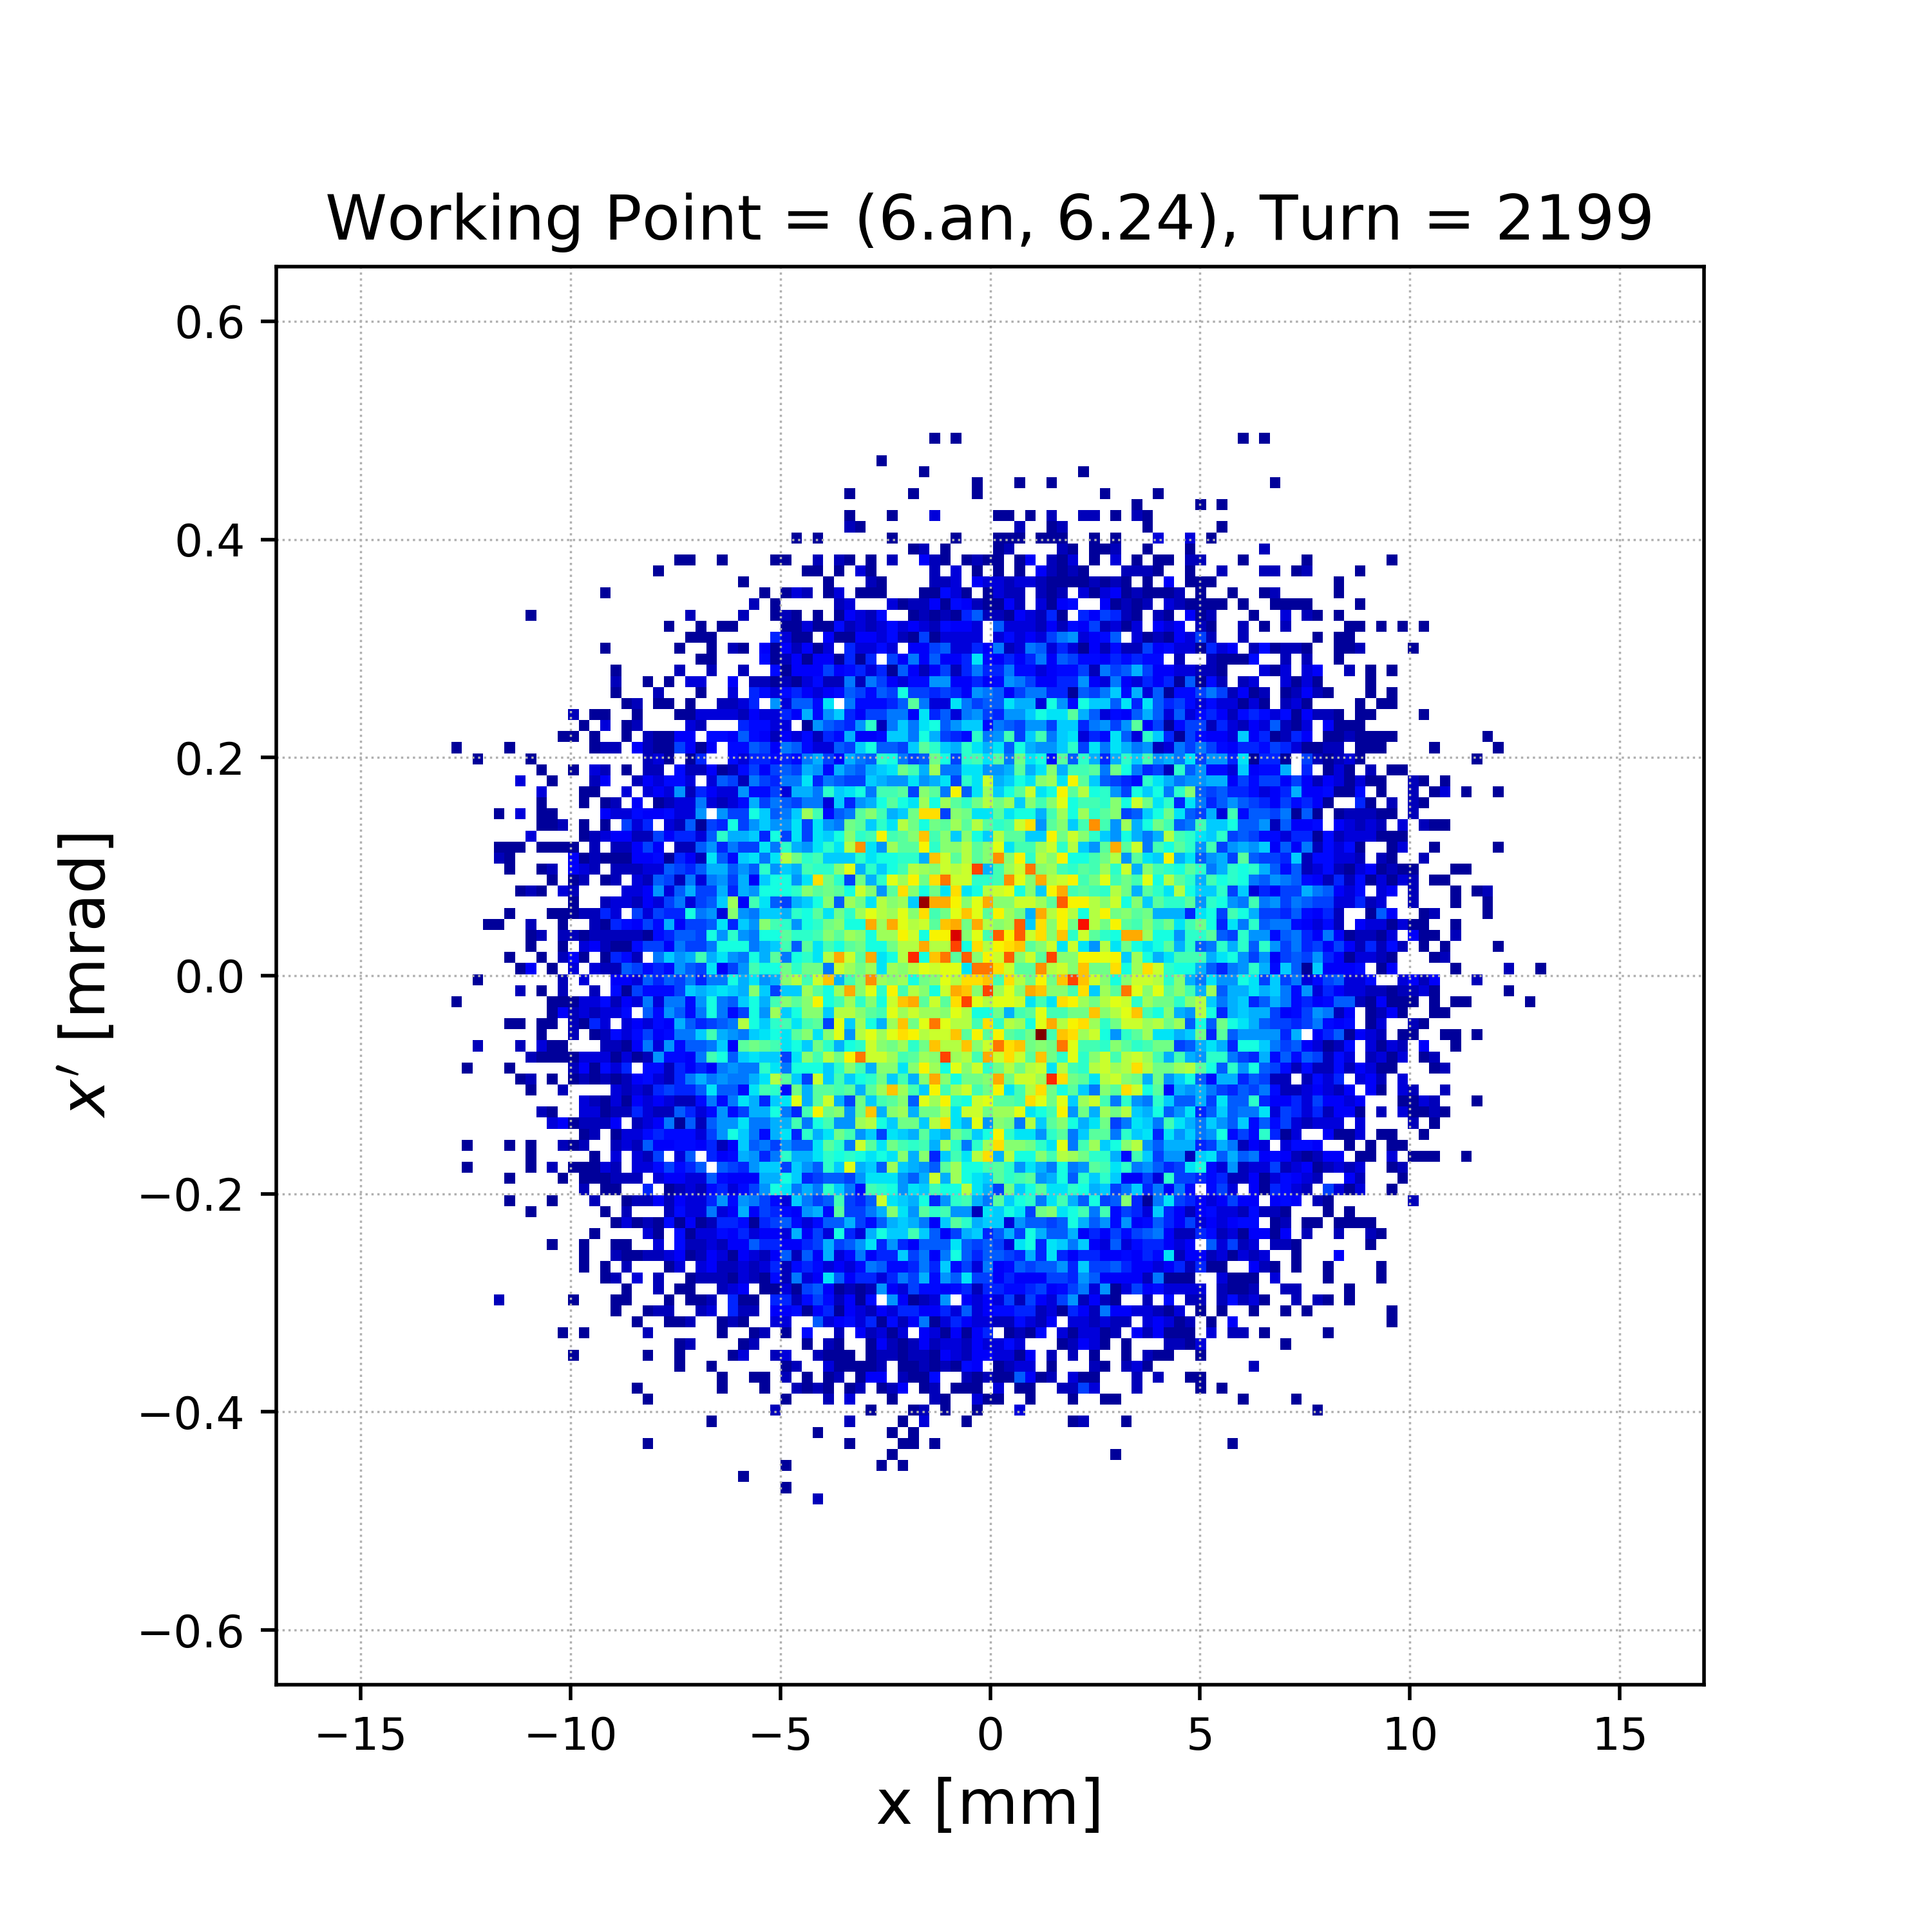 Working Point = (6.an, 6.24), Turn = 2199
0.6
0.4
0.2
0.0
−0.2
−0.4
−0.6
x′ [mrad]
−15 −10 −5 0 5 10 15
x [mm]